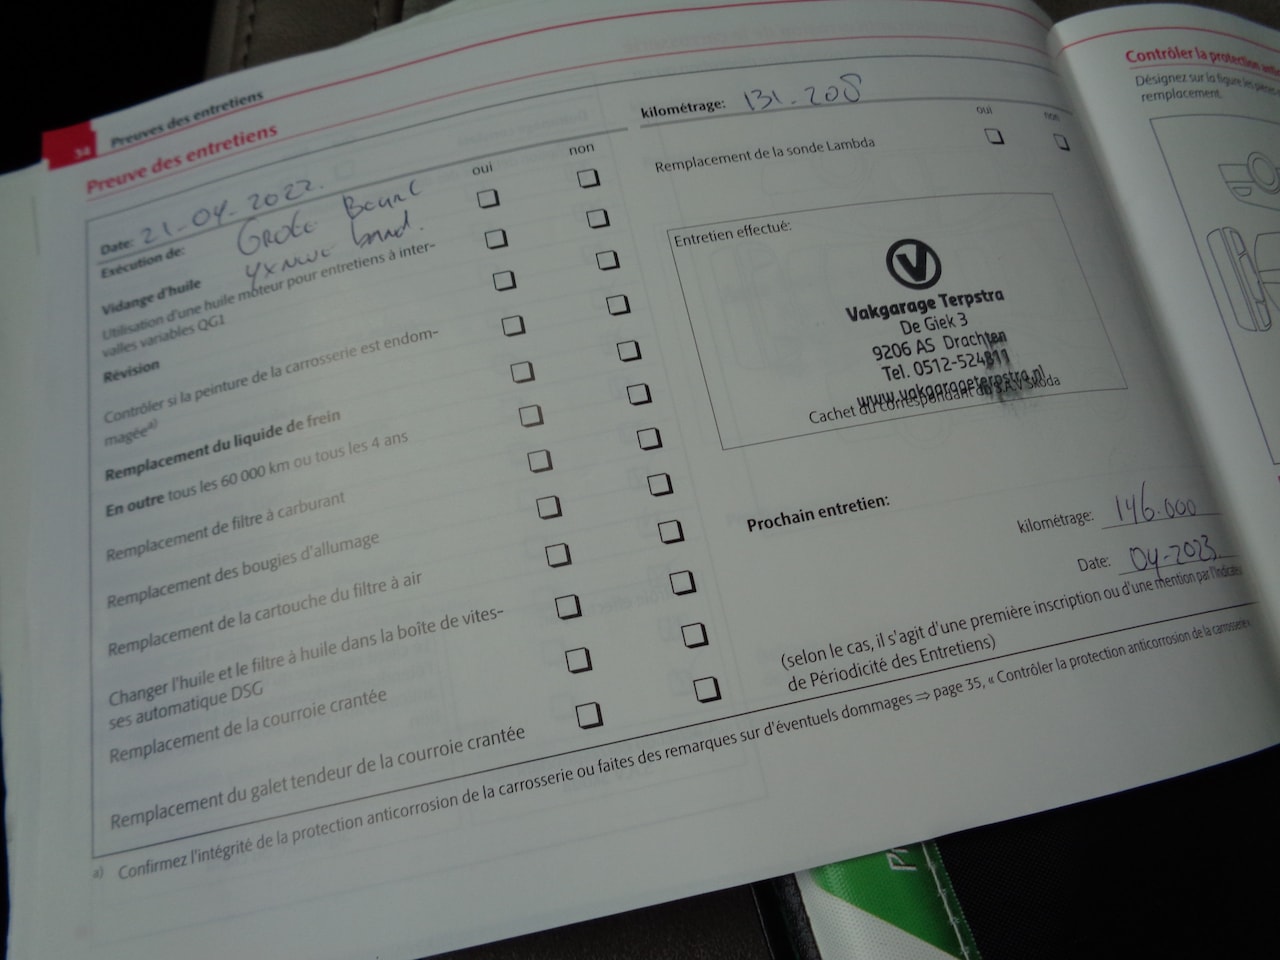 34 Preuves des entretiens
Preuve des entretiens
Date: 21-04-2022.
Exécution de: Grote Beurt
4x nwe band.
oui non
Vidange d'huile
Utilisation d'une huile moteur pour entretiens à inter-
valles variables QG1
Révision
Contrôler si la peinture de la carrosserie est endom-
magée a)
Remplacement du liquide de frein
En outre tous les 60 000 km ou tous les 4 ans
Remplacement de filtre à carburant
Remplacement des bougies d'allumage
Remplacement de la cartouche du filtre à air
Changer l'huile et le filtre à huile dans la boîte de vites-
ses automatique DSG
Remplacement de la courroie crantée
Remplacement du galet tendeur de la courroie crantée
a) Confirmez l'intégrité de la protection anticorrosion de la carrosserie ou faites des remarques sur d'éventuels dommages ⇒ page 35, « Contrôler la protection anticorrosion de la carrosserie».
kilométrage: 131.208
oui non
Remplacement de la sonde Lambda
Entretien effectué:
Vakgarage Terpstra
De Giek 3
9206 AS Drachten
Tel. 0512-524811
www.vakgarageterpstra.nl
Cachet du correspondant du S.A.V Škoda
Prochain entretien:
kilométrage: 146.000
Date: 04-2023
(selon le cas, il s'agit d'une première inscription ou d'une mention par l'Indicateur
de Périodicité des Entretiens)
Contrôler la protection
Désignez sur la figure les pièces
remplacement.